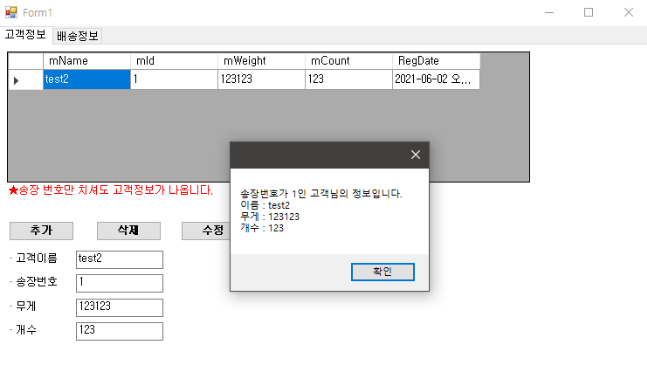 Form1
고객정보 배송정보
mName mId mWeight mCount RegDate
test2 1 123123 123 2021-06-02 오...
★송장 번호만 치셔도 고객정보가 나옵니다.
추가 삭제 수정
· 고객이름 test2
· 송장번호 1
· 무게 123123
· 개수 123
송장번호가 1인 고객님의 정보입니다.
이름 : test2
무게 : 123123
개수 : 123
확인